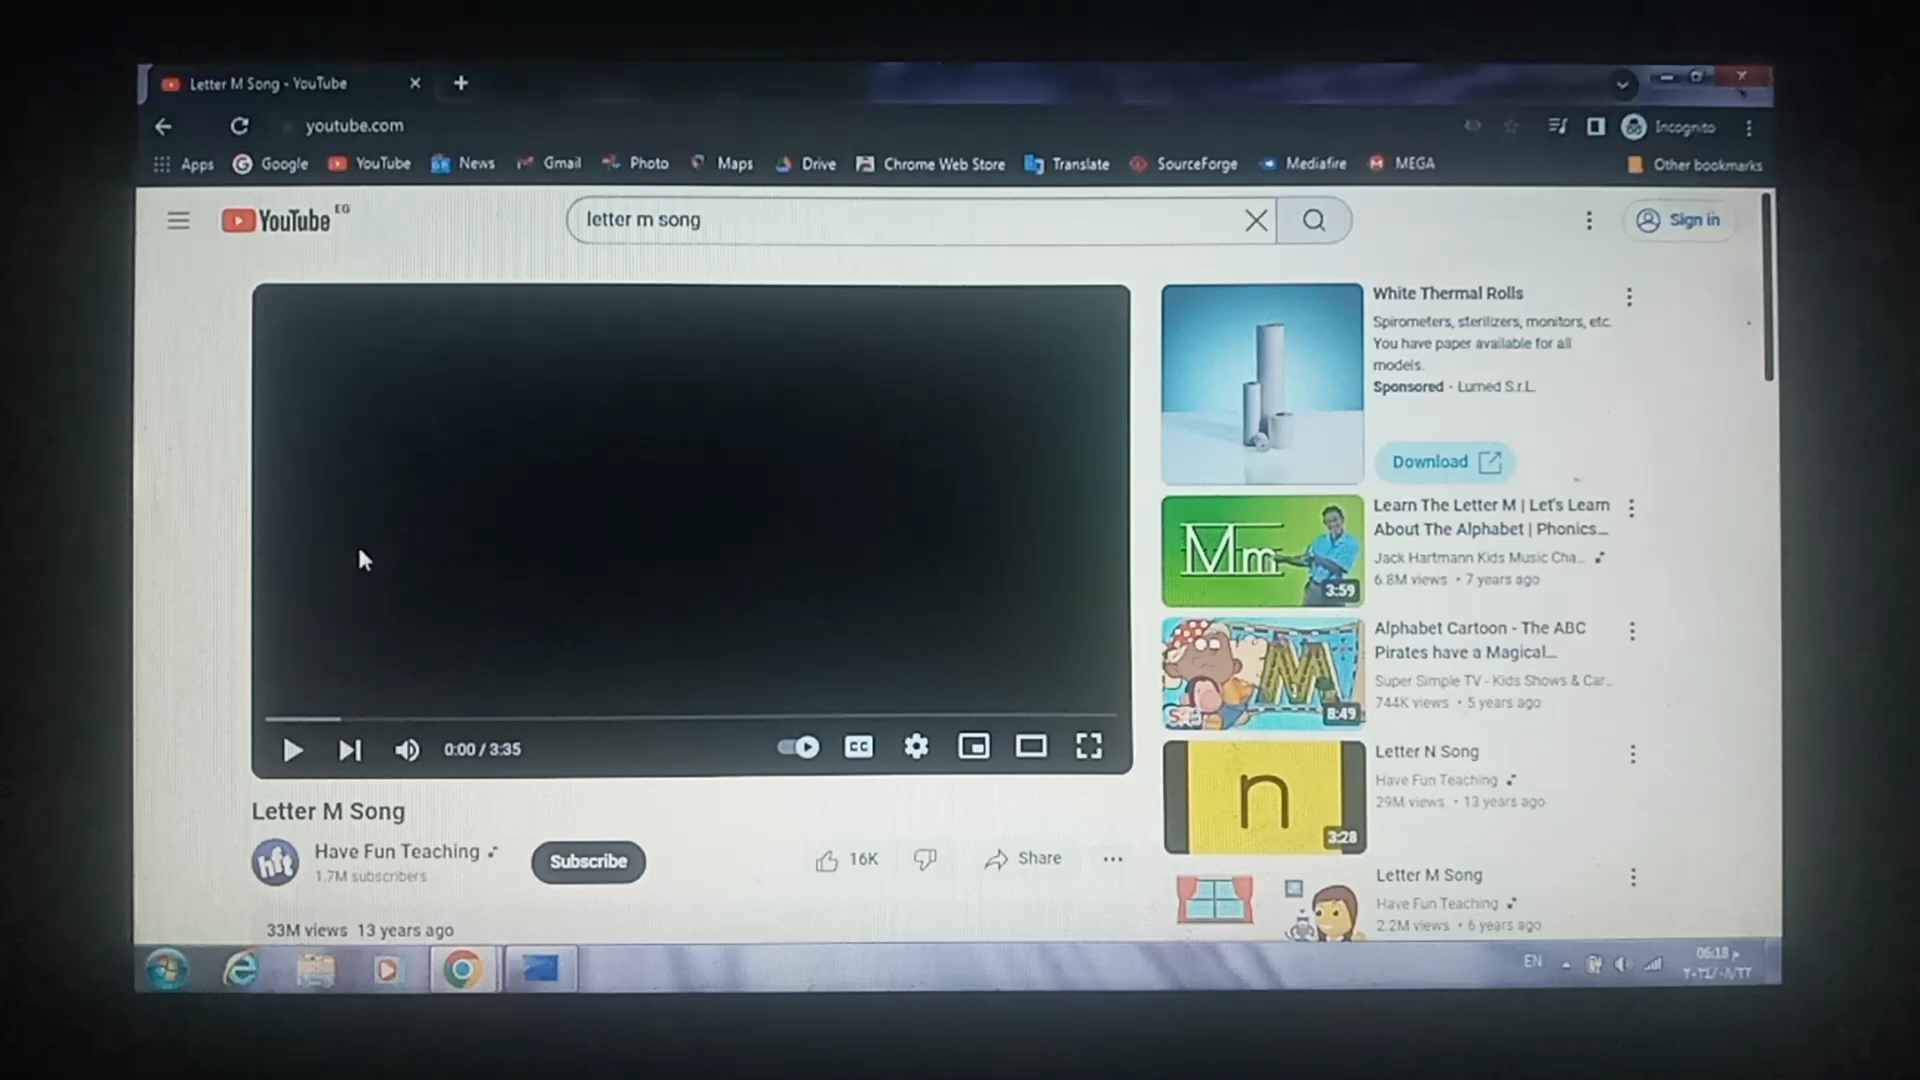 Letter M Song - YouTube
youtube.com
Incognito
Apps Google YouTube News Gmail Photo Maps Drive Chrome Web Store Translate SourceForge Mediafire MEGA Other bookmarks
YouTube EG
letter m song
Sign in
White Thermal Rolls
Spirometers, sterilizers, monitors, etc.
You have paper available for all
models.
Sponsored - Lumed S.r.L.
Download
Mm
3:59
Learn The Letter M | Let's Learn
About The Alphabet | Phonics...
Jack Hartmann Kids Music Cha...
6.8M views • 7 years ago
M
8:49
Alphabet Cartoon - The ABC
Pirates have a Magical...
Super Simple TV - Kids Shows & Car...
744K views • 5 years ago
n
3:28
Letter N Song
Have Fun Teaching
29M views • 13 years ago
Letter M Song
Have Fun Teaching
2.2M views • 6 years ago
0:00 / 3:35
CC
Letter M Song
hft
Have Fun Teaching
1.7M subscribers
Subscribe
16K
Share
33M views 13 years ago
EN
06:18 م